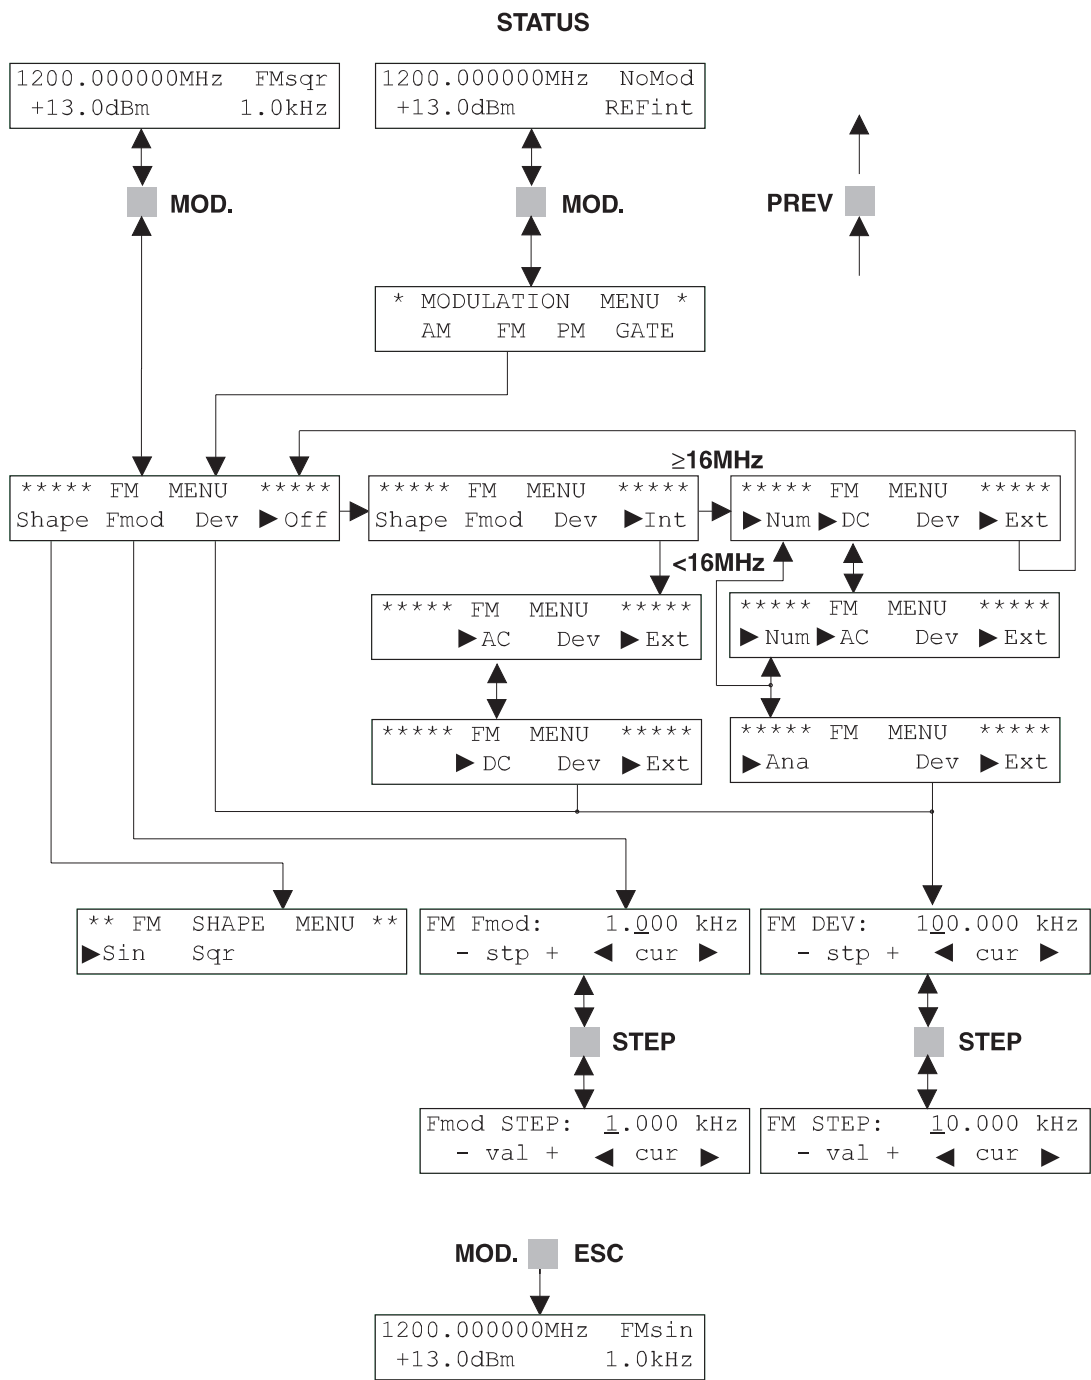 STATUS
1200.000000MHz FMsqr
+13.0dBm 1.0kHz
1200.000000MHz NoMod
+13.0dBm REFint
MOD.
MOD.
PREV
* MODULATION MENU *
AM FM PM GATE
≥16MHz
***** FM MENU *****
Shape Fmod Dev ▶Off
***** FM MENU *****
Shape Fmod Dev ▶Int
***** FM MENU *****
▶Num ▶DC Dev ▶Ext
<16MHz
***** FM MENU *****
▶AC Dev ▶Ext
***** FM MENU *****
▶Num ▶AC Dev ▶Ext
***** FM MENU *****
▶DC Dev ▶Ext
***** FM MENU *****
▶Ana Dev ▶Ext
** FM SHAPE MENU **
▶Sin Sqr
FM Fmod: 1.000 kHz
- stp + ◀ cur ▶
FM DEV: 100.000 kHz
- stp + ◀ cur ▶
STEP
STEP
Fmod STEP: 1.000 kHz
- val + ◀ cur ▶
FM STEP: 10.000 kHz
- val + ◀ cur ▶
MOD. ESC
1200.000000MHz FMsin
+13.0dBm 1.0kHz